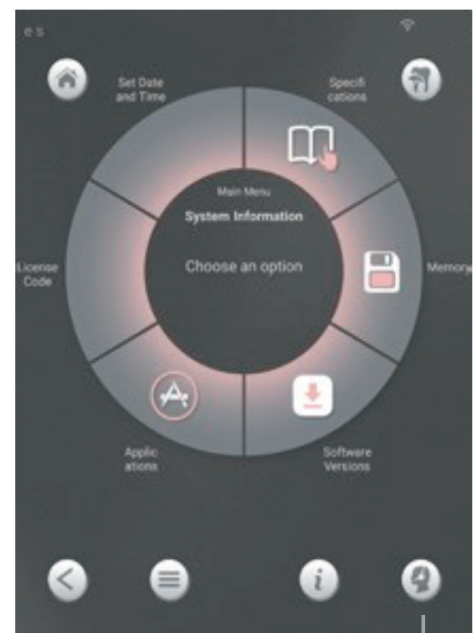 es
Set Date
and Time
Specifi
cations
Main Menu
System Information
Choose an option
License
Code
Memory
Applic
ations
Software
Versions
i